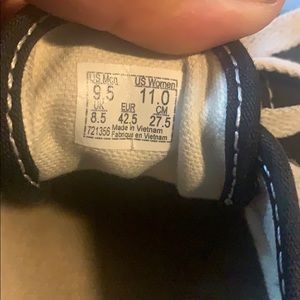 US Men US Women
9.5 11.0
UK EUR CM
8.5 42.5 27.5
721356 Made in Vietnam
Fabriqué en Vietnam